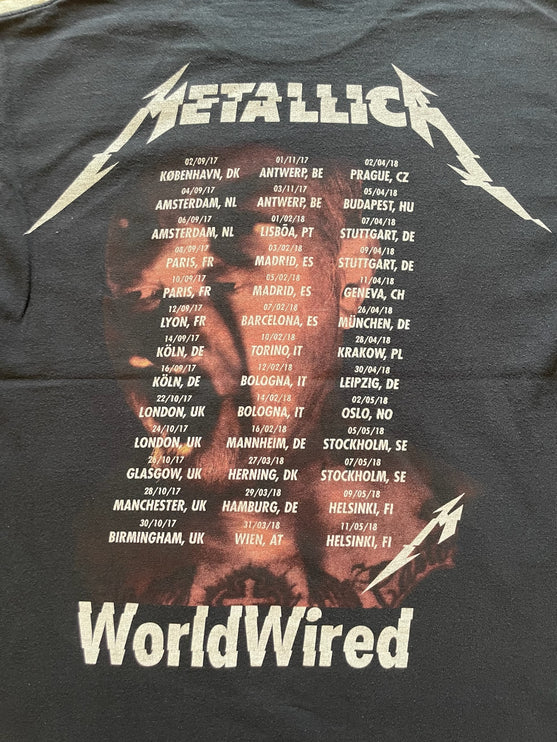 METALLICA
02/09/17
KØBENHAVN, DK
04/09/17
AMSTERDAM, NL
06/09/17
AMSTERDAM, NL
08/09/17
PARIS, FR
10/09/17
PARIS, FR
12/09/17
LYON, FR
14/09/17
KÖLN, DE
16/09/17
KÖLN, DE
22/10/17
LONDON, UK
24/10/17
LONDON, UK
26/10/17
GLASGOW, UK
28/10/17
MANCHESTER, UK
30/10/17
BIRMINGHAM, UK
01/11/17
ANTWERP, BE
03/11/17
ANTWERP, BE
01/02/18
LISBÕA, PT
03/02/18
MADRID, ES
05/02/18
MADRID, ES
07/02/18
BARCELONA, ES
10/02/18
TORINO, IT
12/02/18
BOLOGNA, IT
14/02/18
BOLOGNA, IT
16/02/18
MANNHEIM, DE
27/03/18
HERNING, DK
29/03/18
HAMBURG, DE
31/03/18
WIEN, AT
02/04/18
PRAGUE, CZ
05/04/18
BUDAPEST, HU
07/04/18
STUTTGART, DE
09/04/18
STUTTGART, DE
11/04/18
GENEVA, CH
26/04/18
MÜNCHEN, DE
28/04/18
KRAKOW, PL
30/04/18
LEIPZIG, DE
02/05/18
OSLO, NO
05/05/18
STOCKHOLM, SE
07/05/18
STOCKHOLM, SE
09/05/18
HELSINKI, FI
11/05/18
HELSINKI, FI
M
WorldWired